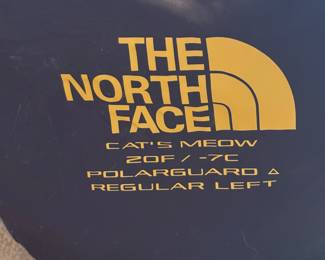 THE
NORTH
FACE
CAT'S MEOW
20F / -7C
POLARGUARD Δ
REGULAR LEFT